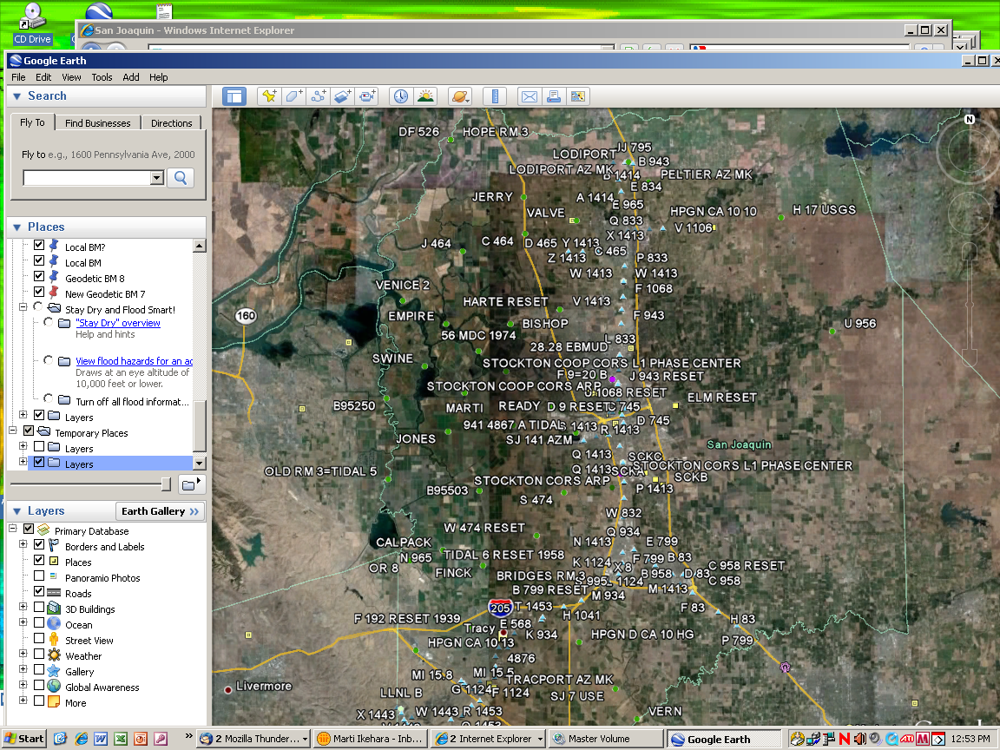 CD Drive
San Joaquin - Windows Internet Explorer
Google Earth
File Edit View Tools Add Help
Search
Fly To Find Businesses Directions
Fly to e.g., 1600 Pennsylvania Ave, 2000
Places
Local BM?
Local BM
Geodetic BM 8
New Geodetic BM 7
Stay Dry and Flood Smart!
"Stay Dry" overview
Help and hints
View flood hazards for an ac
Draws at an eye altitude of
10,000 feet or lower.
Turn off all flood informat...
Layers
Temporary Places
Layers
Layers
Layers
Earth Gallery >>
Primary Database
Borders and Labels
Places
Panoramio Photos
Roads
3D Buildings
Ocean
Street View
Weather
Gallery
Global Awareness
More
N
DF 526 HOPE RM 3
JJ 795
LODIPORT
B 943
LODIPORT AZ MK
B 1414
PELTIER AZ MK
E 834
JERRY
A 1414
E 965
VALVE
HPGN CA 10 10
H 17 USGS
Q 833
V 1106
X 1413
J 464
C 464
D 465
Y 1413
C 465
Z 1413
P 833
W 1413
W 1413
VENICE 2
F 1068
HARTE RESET
V 1413
160
EMPIRE
F 943
BISHOP
U 956
56 MDC 1974
L 833
28.28 EBMUD
SWINE
STOCKTON COOP CORS L1 PHASE CENTER
F 9=20 B
J 943 RESET
STOCKTON COOP CORS ARP
U 1068 RESET
ELM RESET
B95250
MARTI
READY
D 9 RESET
C 745
D 745
941 4867 A TIDAL
S 1413
R 1413
JONES
SJ 141 AZM
San Joaquin
Q 1413
SCKC
OLD RM 3=TIDAL 5
Q 1413
SCKA
STOCKTON CORS L1 PHASE CENTER
STOCKTON CORS ARP
SCKB
B95503
P 1413
S 474
W 832
W 474 RESET
Q 934
CALPACK
N 1413
E 799
N 965
TIDAL 6 RESET 1958
F 799
B 83
OR 8
K 1124
X 8
C 958 RESET
FINCK
BRIDGES RM 3
B 958
D 83
S 995
L 1124
C 958
B 799 RESET
M 1413
M 934
205
T 1453
F 83
H 1041
F 192 RESET 1939
H 83
Tracy
E 568
K 934
HPGN D CA 10 HG
P 799
HPGN CA 10 13
4876
MI 15.8
MI 15.5
TRACPORT AZ MK
Livermore
G 1124
F 1124
SJ 7 USE
LLNL B
VERN
X 1443
W 1443
R 1453
Start
2 Mozilla Thunder...
Marti Ikehara - Inb...
2 Internet Explorer
Master Volume
Google Earth
12:53 PM